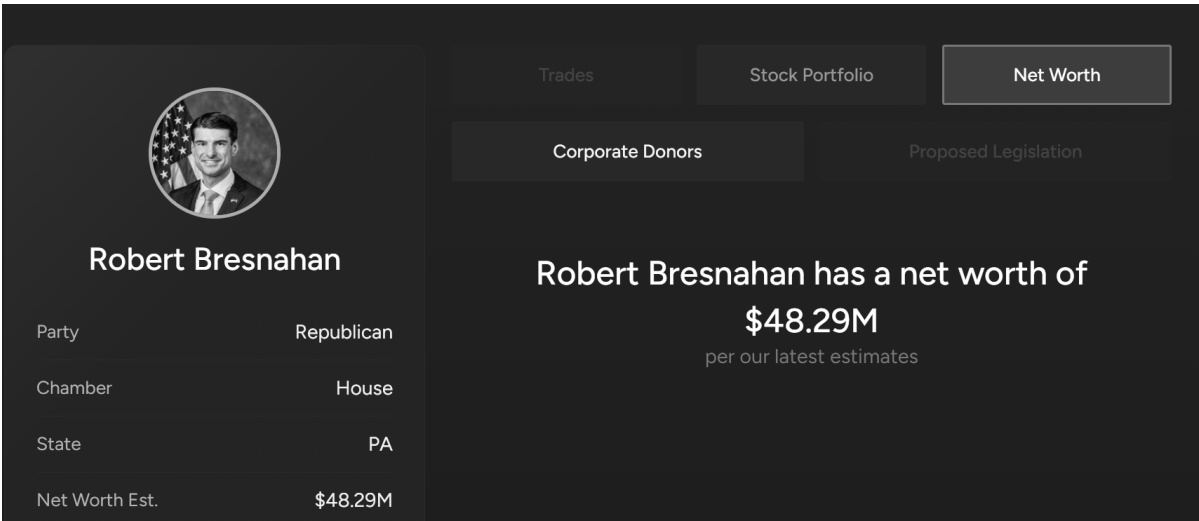 Trades
Stock Portfolio
Net Worth
Corporate Donors
Proposed Legislation
Robert Bresnahan
Party
Republican
Chamber
House
State
PA
Net Worth Est.
$48.29M
Robert Bresnahan has a net worth of
$48.29M
per our latest estimates